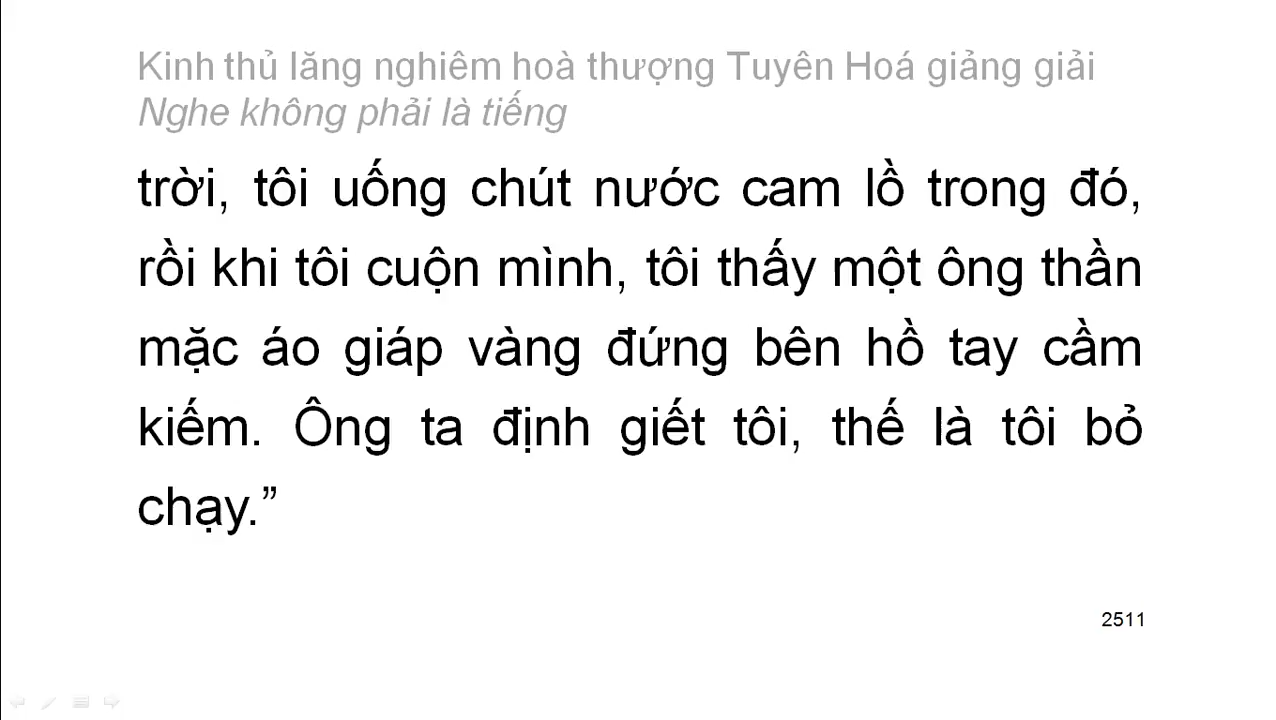 Kinh thủ lăng nghiêm hoà thượng Tuyên Hoá giảng giải
Nghe không phải là tiếng
trời, tôi uống chút nước cam lồ trong đó,
rồi khi tôi cuộn mình, tôi thấy một ông thần
mặc áo giáp vàng đứng bên hồ tay cầm
kiếm. Ông ta định giết tôi, thế là tôi bỏ
chạy.”
2511